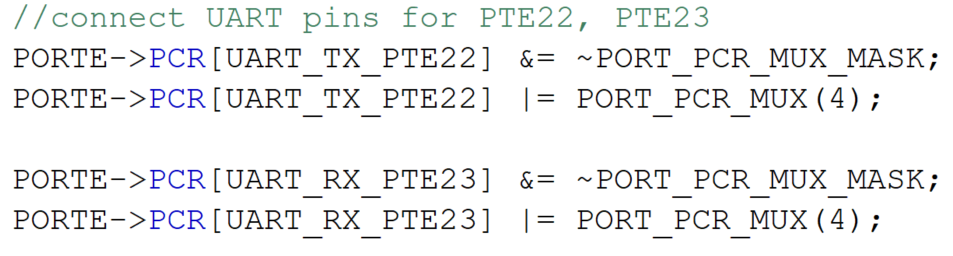 //connect UART pins for PTE22, PTE23
PORTE->PCR[UART_TX_PTE22] &= ~PORT_PCR_MUX_MASK;
PORTE->PCR[UART_TX_PTE22] |= PORT_PCR_MUX(4);
PORTE->PCR[UART_RX_PTE23] &= ~PORT_PCR_MUX_MASK;
PORTE->PCR[UART_RX_PTE23] |= PORT_PCR_MUX(4);